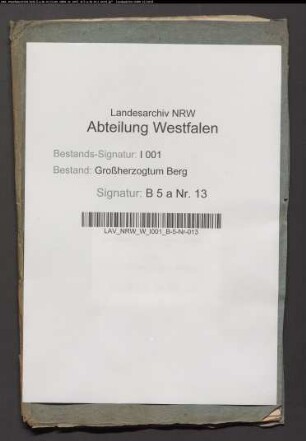 Landesarchiv NRW
Abteilung Westfalen
Bestands-Signatur: I 001
Bestand: Großherzogtum Berg
Signatur: B 5 a Nr. 13
LAV_NRW_W_I001_B-5-Nr-013